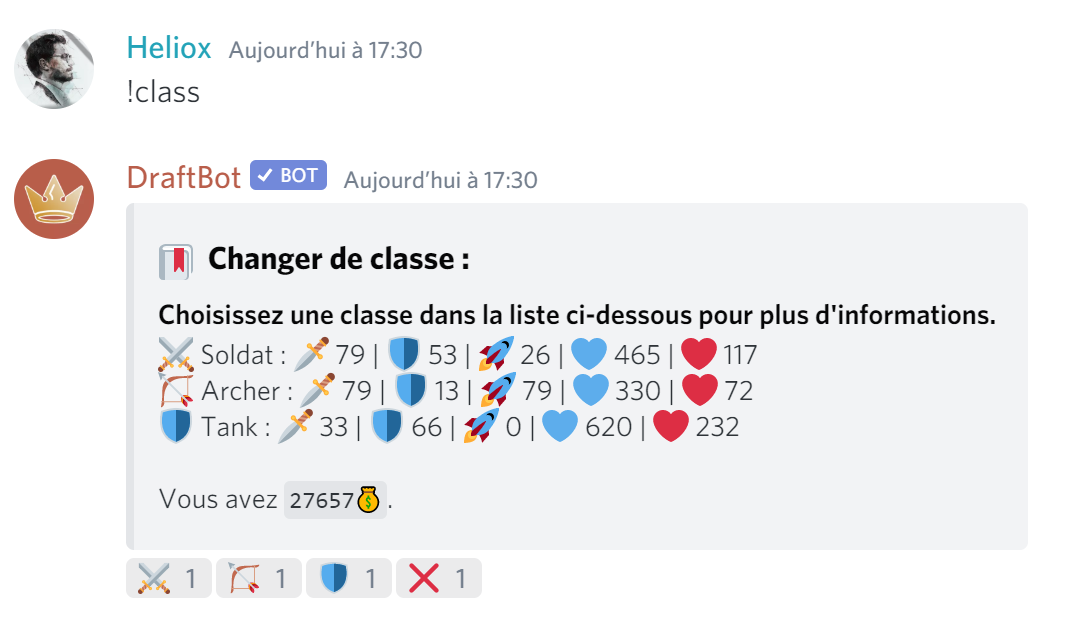 Heliox Aujourd’hui à 17:30
!class
DraftBot BOT Aujourd’hui à 17:30
Changer de classe :
Choisissez une classe dans la liste ci-dessous pour plus d'informations.
Soldat : 79 | 53 | 26 | 465 | 117
Archer : 79 | 13 | 79 | 330 | 72
Tank : 33 | 66 | 0 | 620 | 232
Vous avez 27657.
1 1 1 1